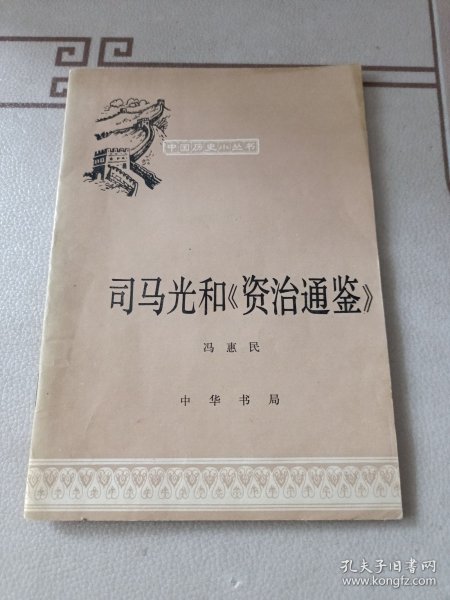 中国历史小丛书
司马光和《资治通鉴》
冯惠民
中华书局
孔夫子旧书网
www.kongfz.com